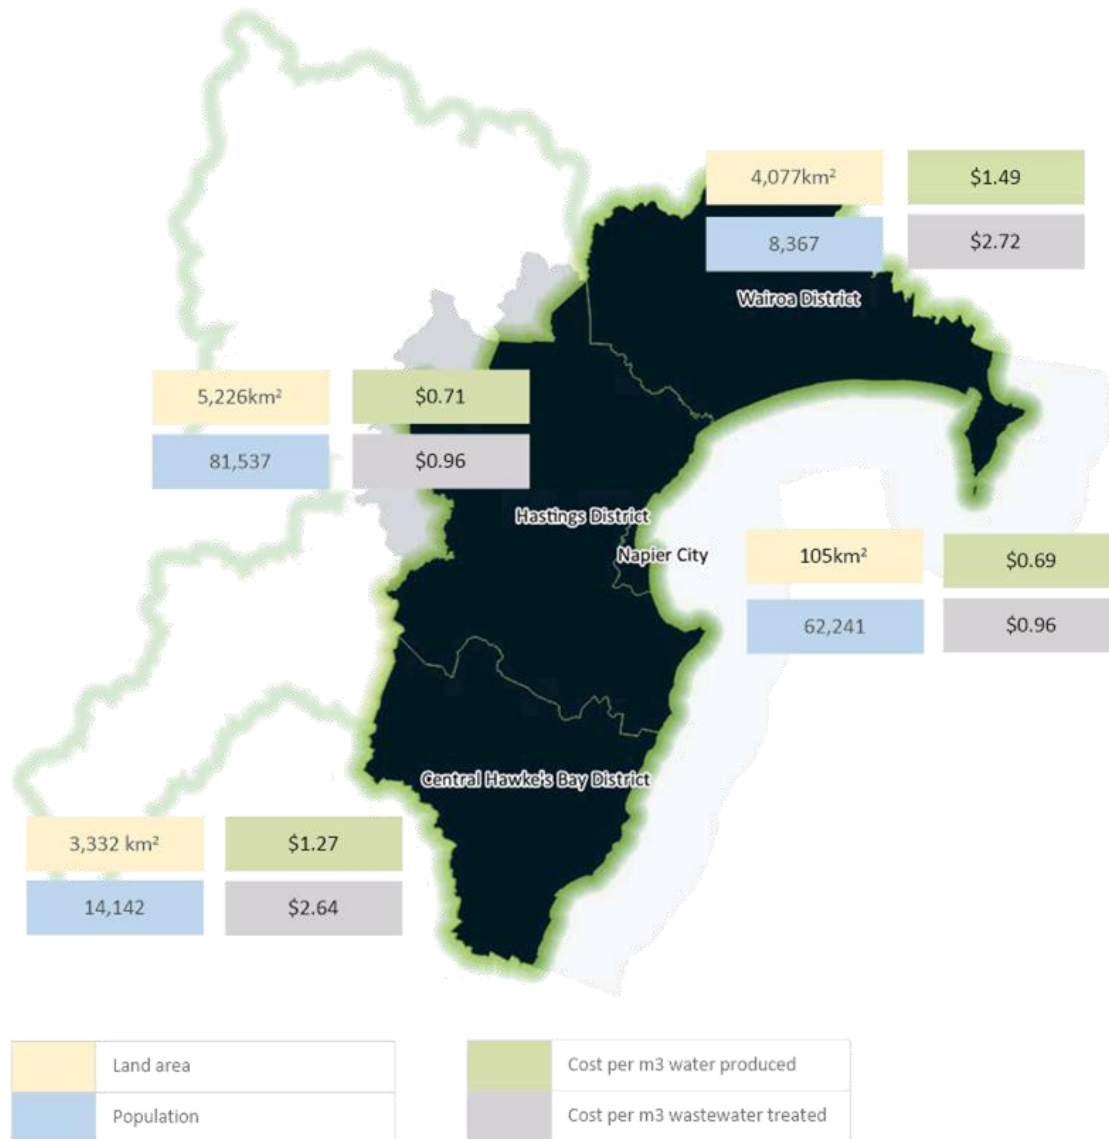 4,077km²
$1.49
8,367
$2.72
Wairoa District
5,226km²
$0.71
81,537
$0.96
Hastings District
Napier City
105km²
$0.69
62,241
$0.96
Central Hawke's Bay District
3,332 km²
$1.27
14,142
$2.64
Land area
Cost per m3 water produced
Population
Cost per m3 wastewater treated